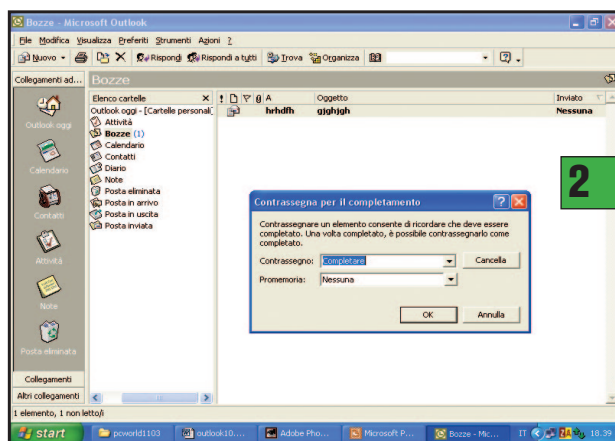 Bozze - Microsoft Outlook
File Modifica Visualizza Preferiti Strumenti Azioni ?
Nuovo Rispondi Rispondi a tutti Trova Organizza
Collegamenti ad... Bozze
Elenco cartelle X ! A Oggetto Inviato
Outlook oggi - [Cartelle personali] hrhdfh gjghjgh Nessuna
Attività
Bozze (1)
Calendario
Contatti
Diario
Note
Posta eliminata
Posta in arrivo
Posta in uscita
Posta inviata
Outlook oggi
Calendario
Contatti
Attività
Note
Posta eliminata
Collegamenti
Altri collegamenti
2
Contrassegna per il completamento
Contrassegnare un elemento consente di ricordare che deve essere
completato. Una volta completato, è possibile contrassegnarlo come
completato.
Contrassegno: Completare Cancella
Promemoria: Nessuna
OK Annulla
1 elemento, 1 non letto/i
start pcworld1103 outlook10.... Adobe Pho... Microsoft P... Bozze - Mic... IT 18.39